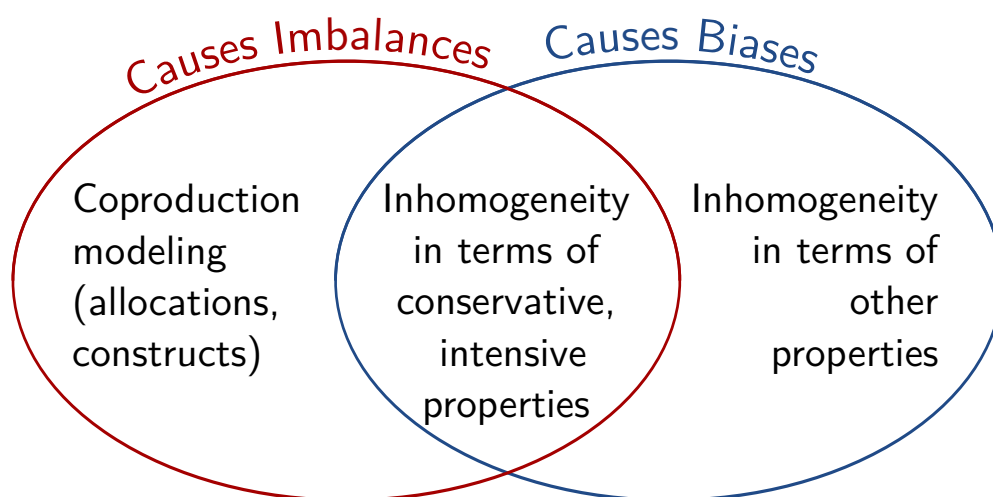 Causes Imbalances
Causes Biases
Coproduction
modeling
(allocations,
constructs)
Inhomogeneity
in terms of
conservative,
intensive
properties
Inhomogeneity
in terms of
other
properties